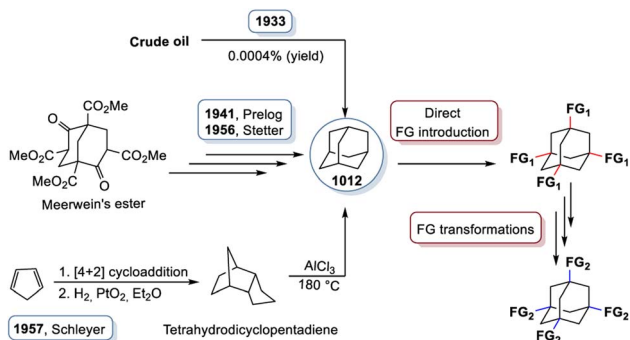 1933
Crude oil
0.0004% (yield)
CO₂Me
O
MeO₂C
CO₂Me
MeO₂C
O
Meerwein's ester
1941, Prelog
1956, Stetter
1012
Direct
FG introduction
FG₁
FG₁
FG₁
FG₁
FG transformations
FG₂
FG₂
FG₂
FG₂
1. [4+2] cycloaddition
2. H₂, PtO₂, Et₂O
AlCl₃
180 °C
1957, Schleyer
Tetrahydrodicyclopentadiene